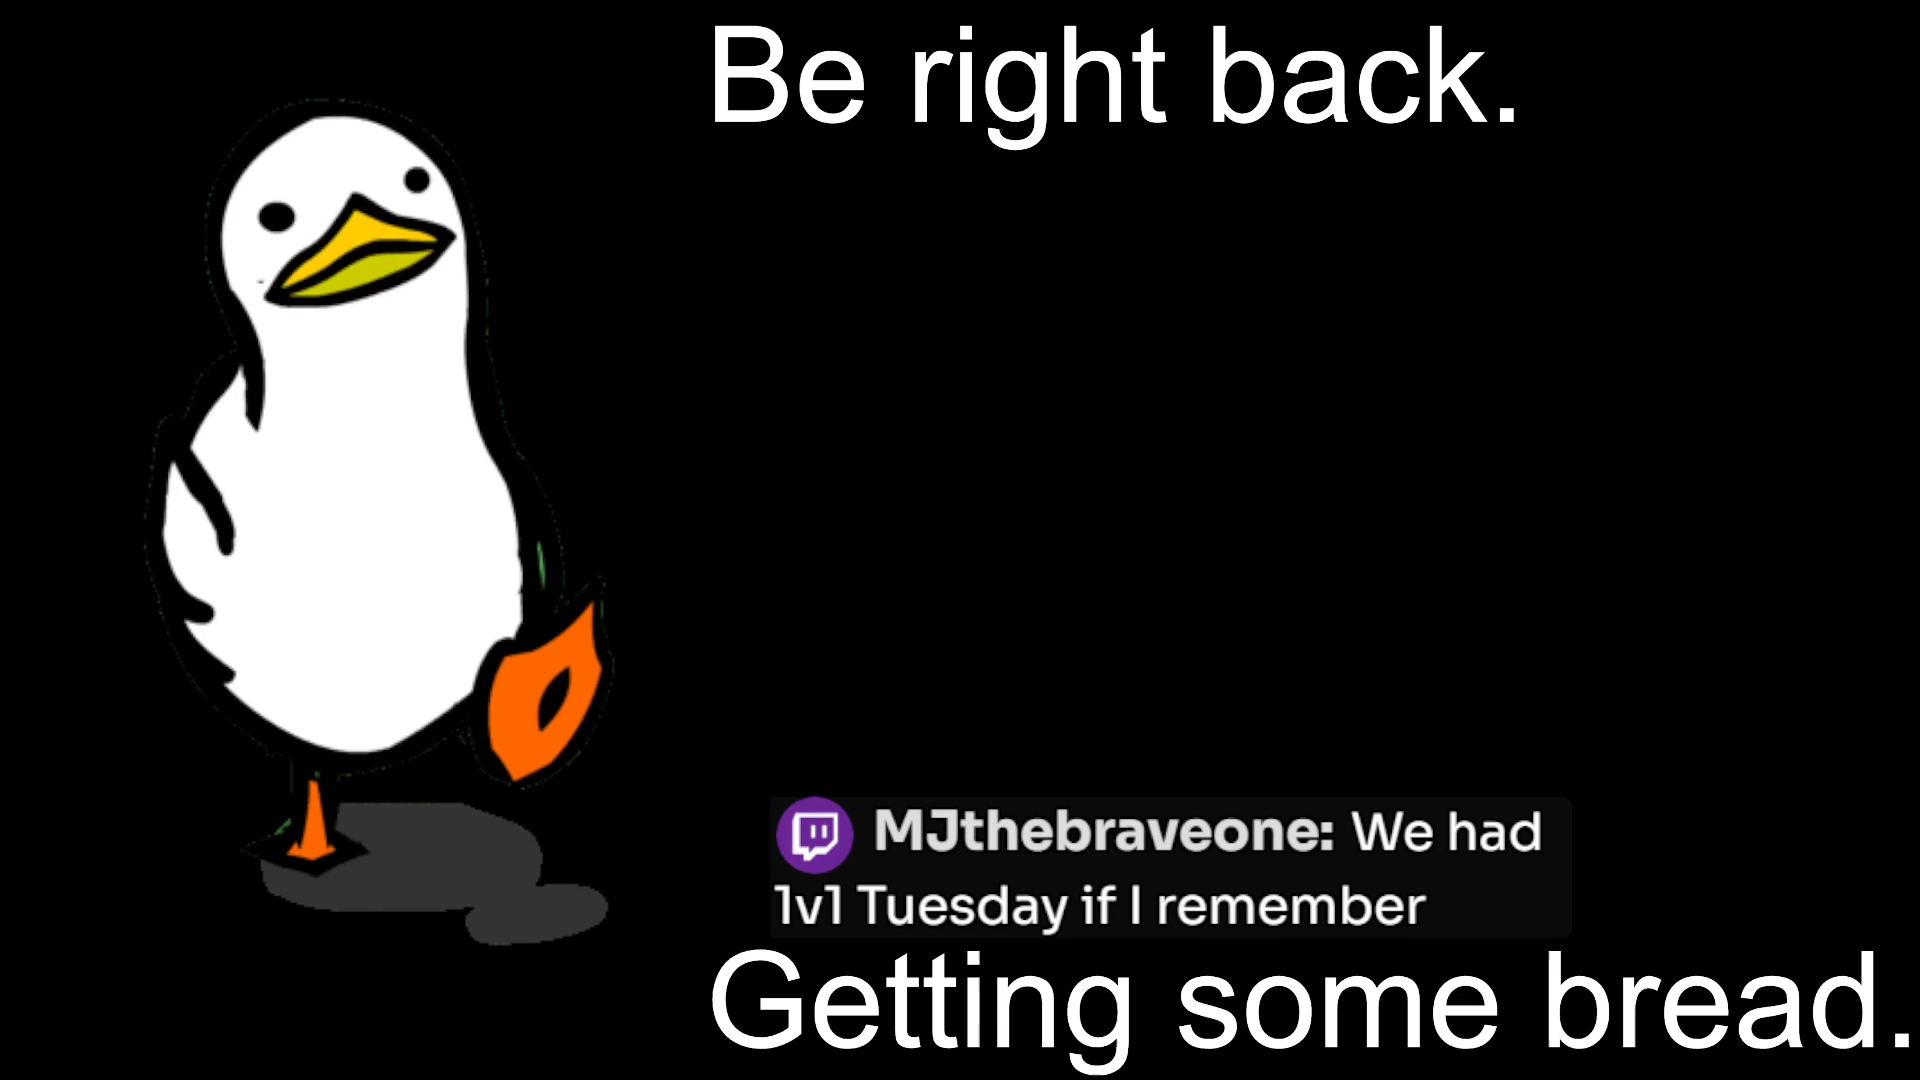 Be right back.
MJthebraveone: We had
1v1 Tuesday if I remember
Getting some bread.